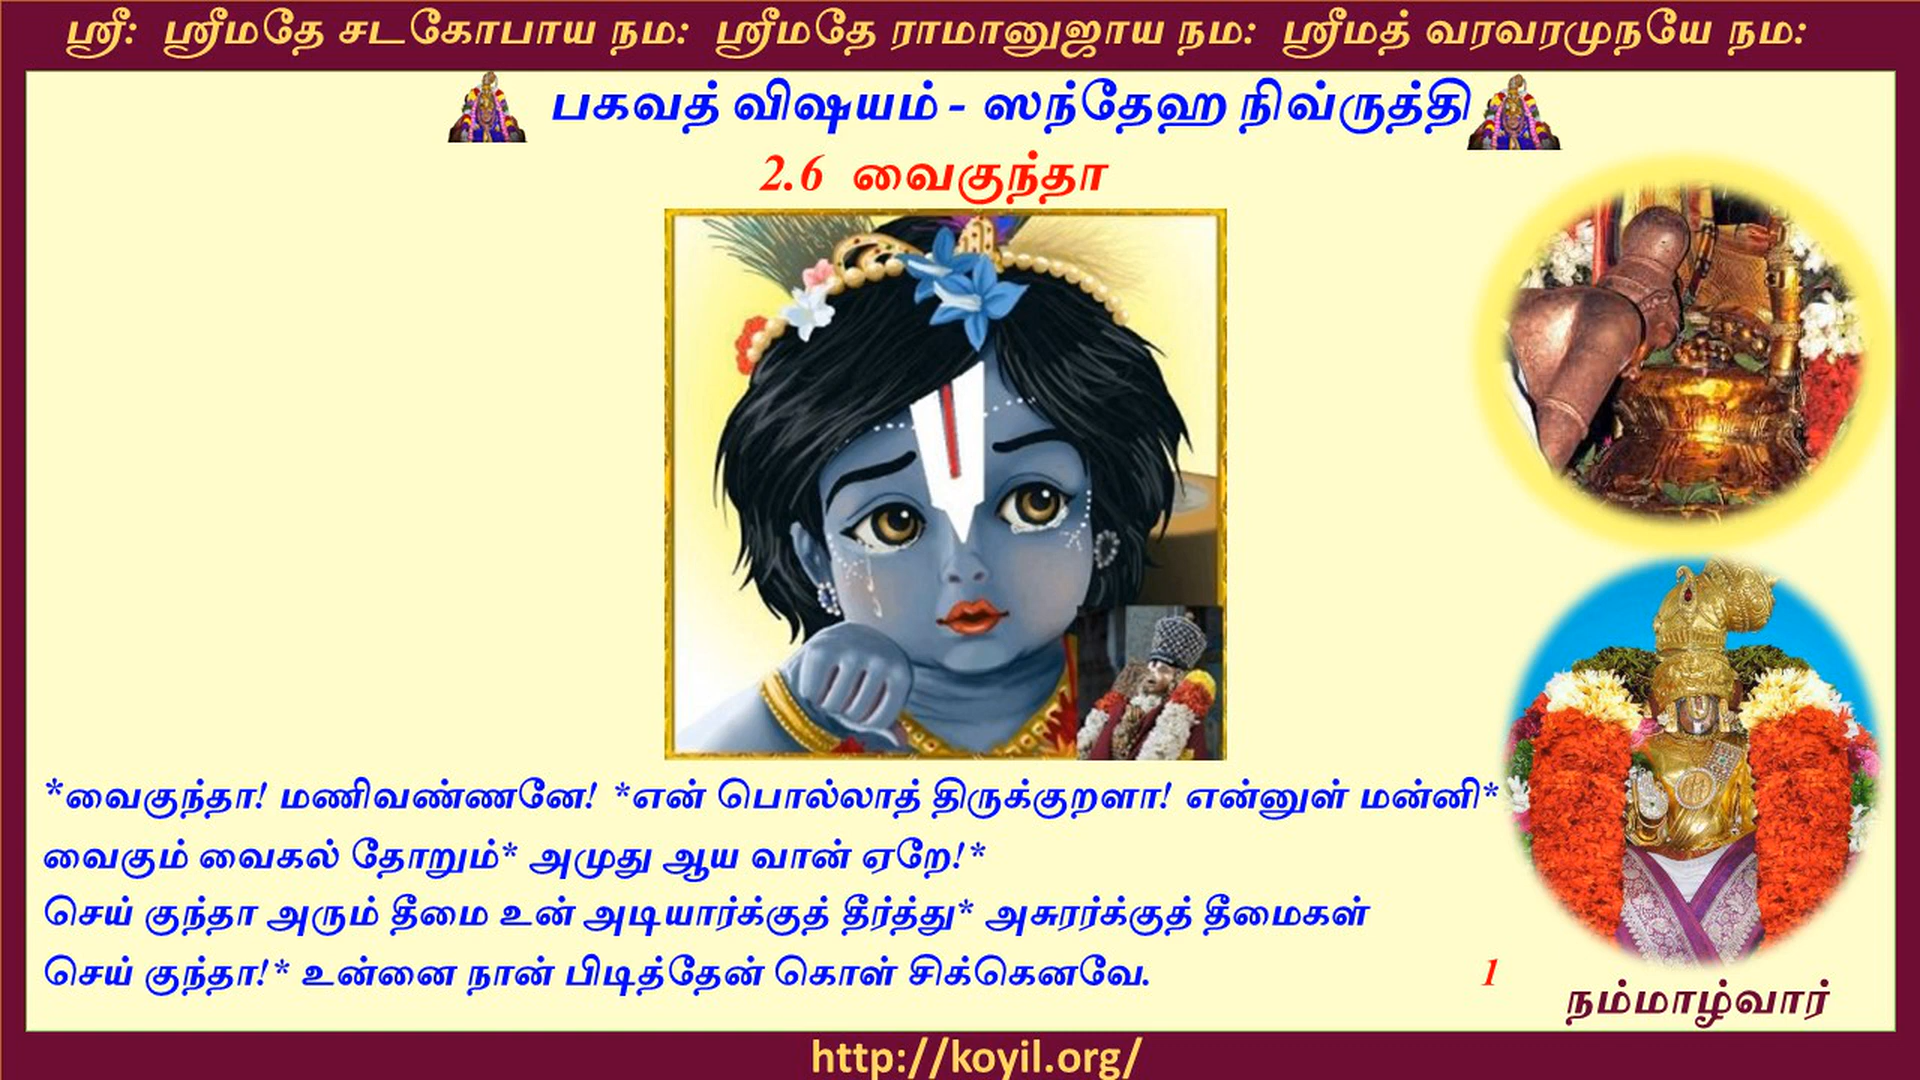 ஸ்ரீ: ஸ்ரீமதே சடகோபாய நம: ஸ்ரீமதே ராமானுஜாய நம: ஸ்ரீமத் வரவரமுநயே நம:
பகவத் விஷயம் - ஸந்தேஹ நிவ்ருத்தி
2.6 வைகுந்தா
*வைகுந்தா! மணிவண்ணனே! *என் பொல்லாத் திருக்குறளா! என்னுள் மன்னி*
வைகும் வைகல் தோறும்* அமுது ஆய வான் ஏறே!*
செய் குந்தா அரும் தீமை உன் அடியார்க்குத் தீர்த்து* அசுரர்க்குத் தீமைகள்
செய் குந்தா!* உன்னை நான் பிடித்தேன் கொள் சிக்கெனவே. 1
நம்மாழ்வார்
http://koyil.org/